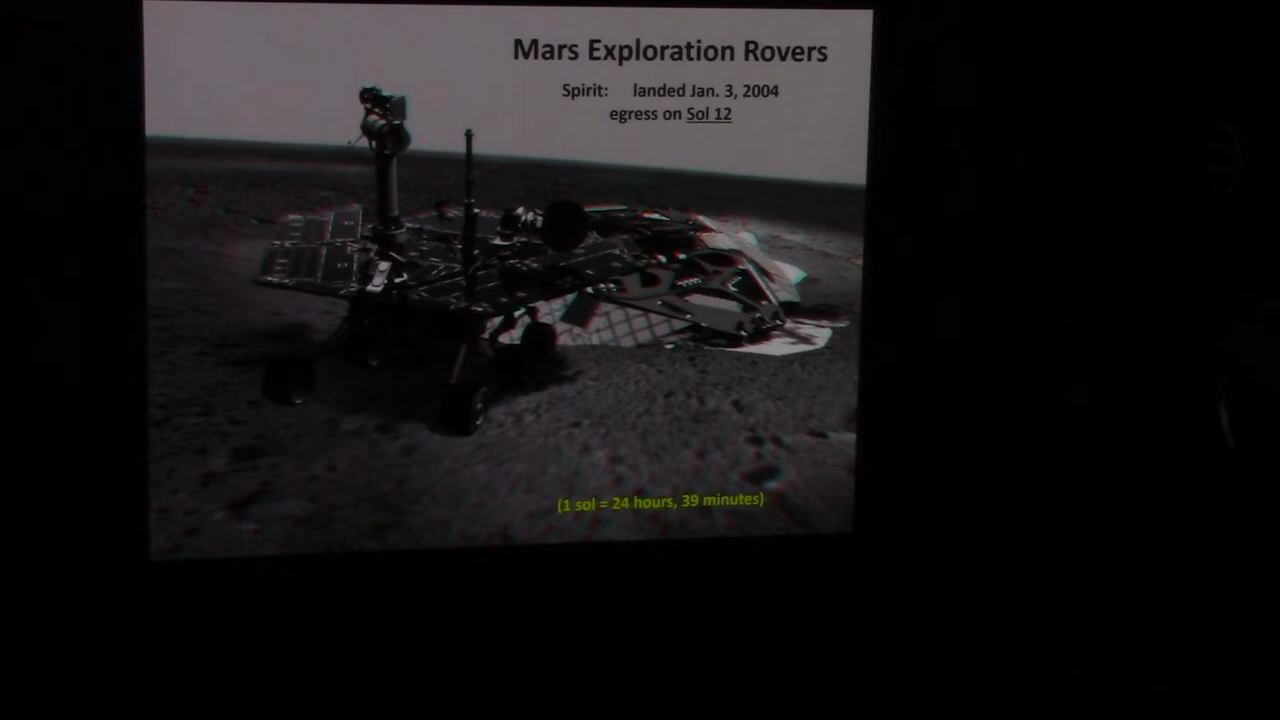 Mars Exploration Rovers
Spirit: landed Jan. 3, 2004
egress on Sol 12
(1 sol = 24 hours, 39 minutes)